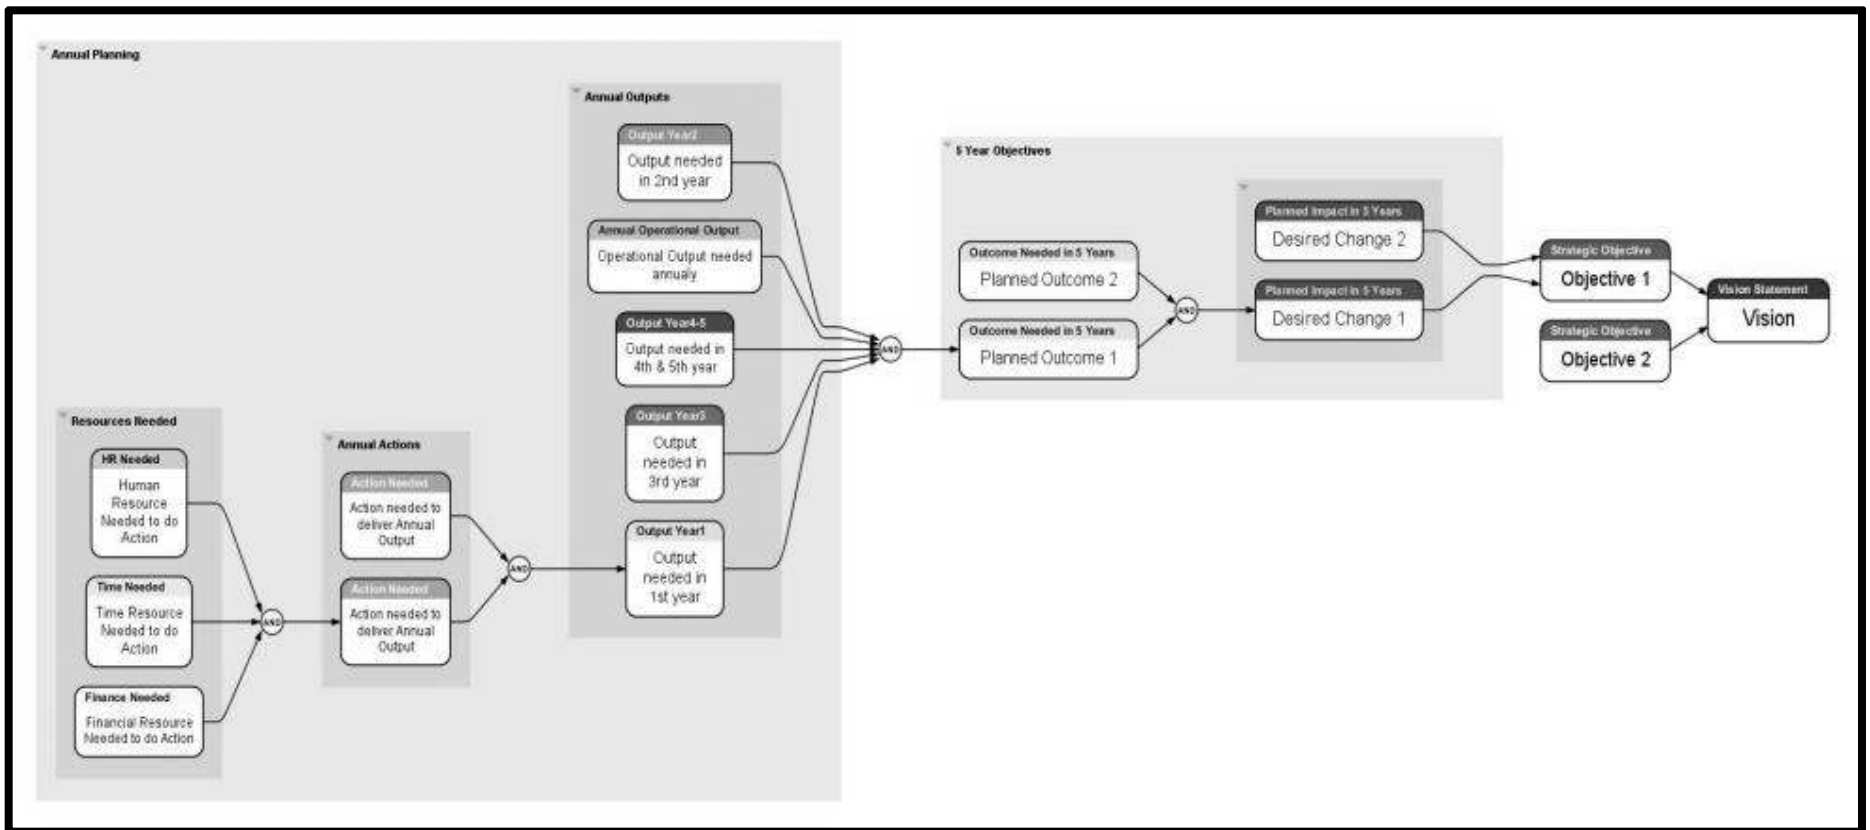 Annual Planning
Annual Outputs
Output Year2
Output needed
in 2nd year
Annual Operational Output
Operational Output needed
annualy
Output Year4-5
Output needed in
4th & 5th year
Output Year3
Output
needed in
3rd year
Output Year1
Output
needed in
1st year
Resources Needed
HR Needed
Human
Resource
Needed to do
Action
Time Needed
Time Resource
Needed to do
Action
Finance Needed
Financial Resource
Needed to do Action
AND
Annual Actions
Action Needed
Action needed to
deliver Annual
Output
Action Needed
Action needed to
deliver Annual
Output
AND
AND
5 Year Objectives
Outcome Needed in 5 Years
Planned Outcome 2
Outcome Needed in 5 Years
Planned Outcome 1
AND
Planned Impact in 5 Years
Desired Change 2
Planned Impact in 5 Years
Desired Change 1
Strategic Objective
Objective 1
Strategic Objective
Objective 2
Vision Statement
Vision